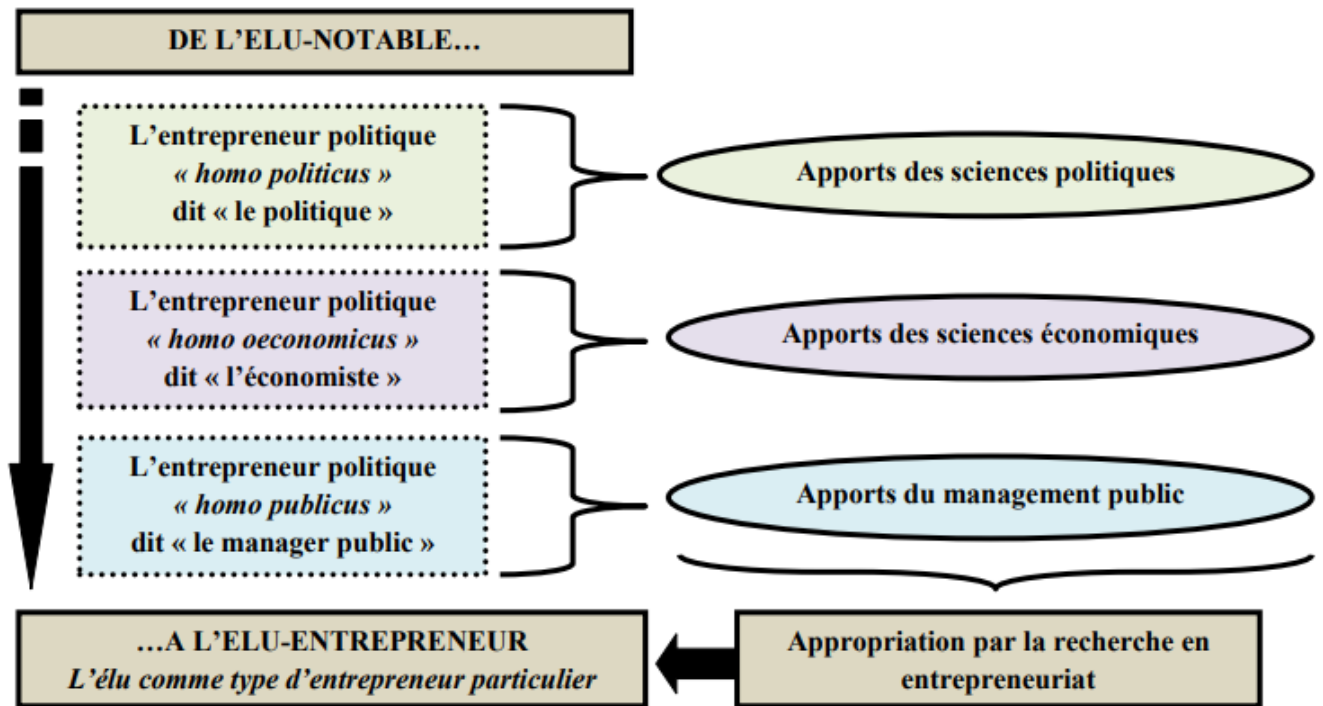 DE L'ELU-NOTABLE…
L'entrepreneur politique
« homo politicus »
dit « le politique »
Apports des sciences politiques
L'entrepreneur politique
« homo oeconomicus »
dit « l'économiste »
Apports des sciences économiques
L'entrepreneur politique
« homo publicus »
dit « le manager public »
Apports du management public
…A L'ELU-ENTREPRENEUR
L'élu comme type d'entrepreneur particulier
Appropriation par la recherche en
entrepreneuriat